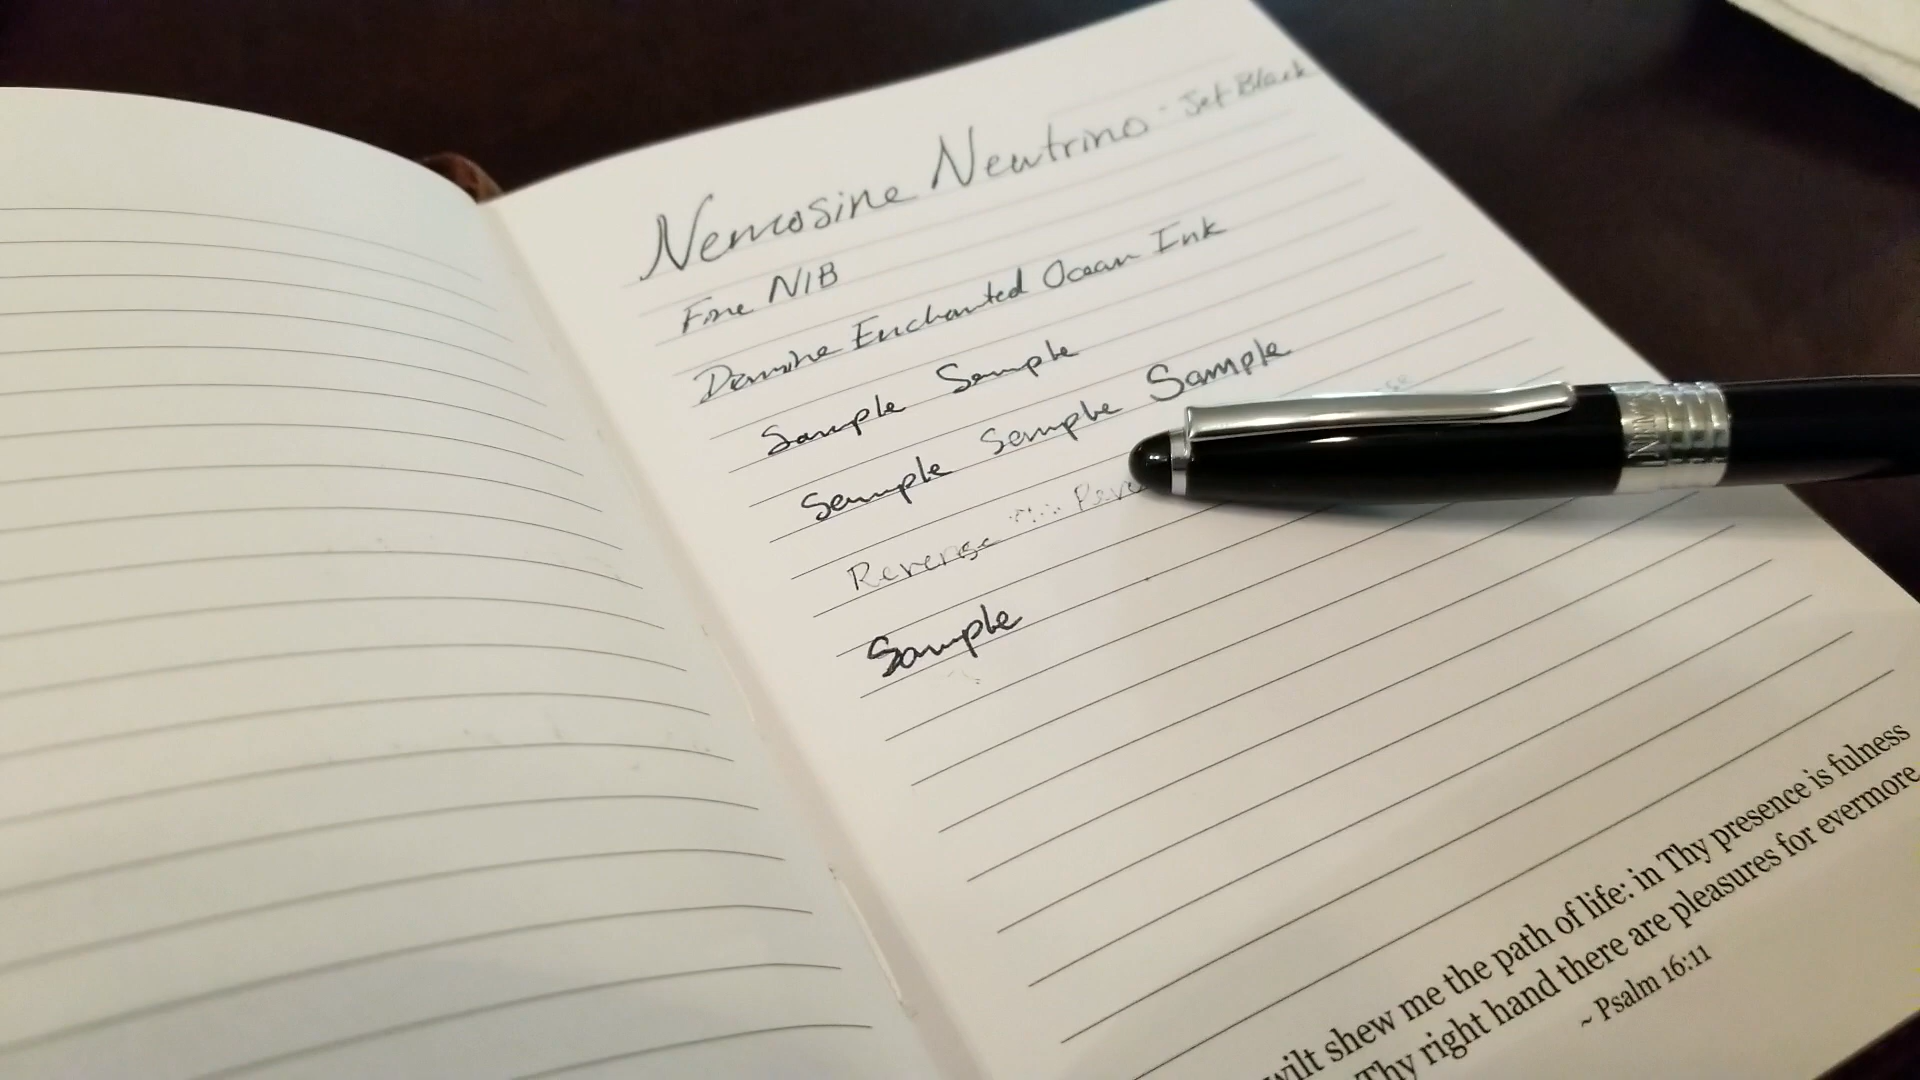 Nemosine Neutrino - Jet Black
Fine NIB
Diamine Enchanted Ocean Ink
Sample Sample
Sample Sample Sample
Reverse
Sample
wilt shew me the path of life: in Thy presence is fulness
Thy right hand there are pleasures for evermore
~ Psalm 16:11